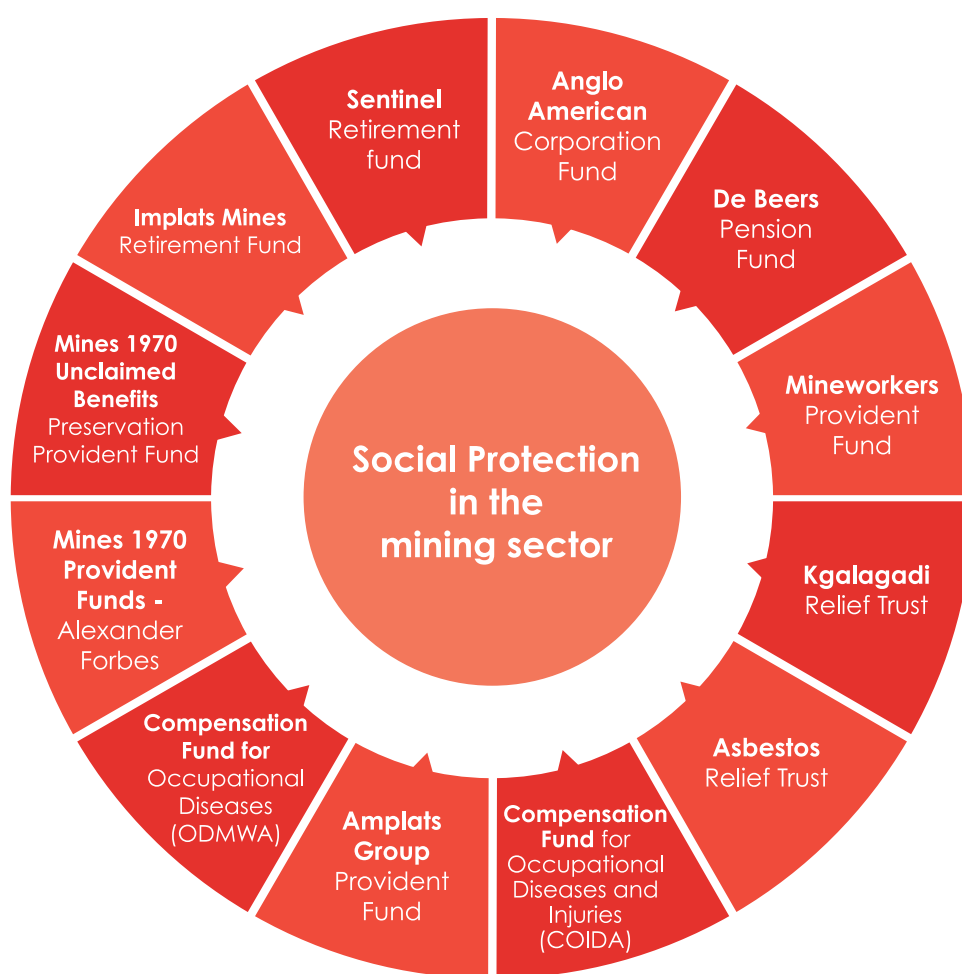 Sentinel
Retirement
fund
Anglo
American
Corporation
Fund
De Beers
Pension
Fund
Mineworkers
Provident
Fund
Kgalagadi
Relief Trust
Asbestos
Relief Trust
Compensation
Fund for
Occupational
Diseases and
Injuries
(COIDA)
Amplats
Group
Provident
Fund
Compensation
Fund for
Occupational
Diseases
(ODMWA)
Mines 1970
Provident
Funds -
Alexander
Forbes
Mines 1970
Unclaimed
Benefits
Preservation
Provident Fund
Implats Mines
Retirement Fund
Social Protection
in the
mining sector